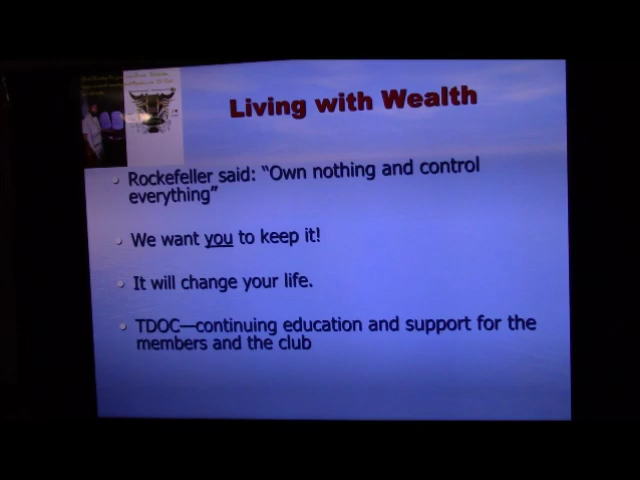 Living with Wealth
Rockefeller said: “Own nothing and control
everything”
We want you to keep it!
It will change your life.
TDOC—continuing education and support for the
members and the club